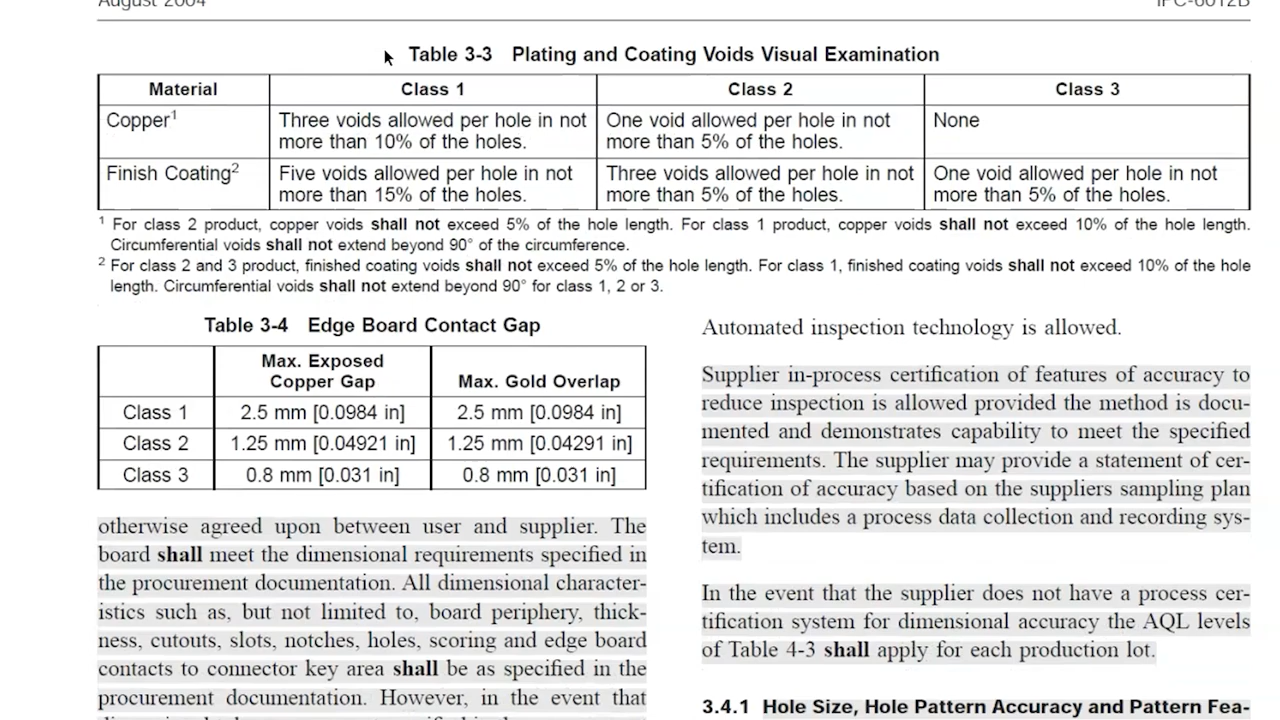 August 2004
IPC-6012B
Table 3-3 Plating and Coating Voids Visual Examination
Material Class 1 Class 2 Class 3
Copper1 Three voids allowed per hole in not more than 10% of the holes. One void allowed per hole in not more than 5% of the holes. None
Finish Coating2 Five voids allowed per hole in not more than 15% of the holes. Three voids allowed per hole in not more than 5% of the holes. One void allowed per hole in not more than 5% of the holes.
1 For class 2 product, copper voids shall not exceed 5% of the hole length. For class 1 product, copper voids shall not exceed 10% of the hole length.
Circumferential voids shall not extend beyond 90° of the circumference.
2 For class 2 and 3 product, finished coating voids shall not exceed 5% of the hole length. For class 1, finished coating voids shall not exceed 10% of the hole
length. Circumferential voids shall not extend beyond 90° for class 1, 2 or 3.
Table 3-4 Edge Board Contact Gap
Max. Exposed Copper Gap Max. Gold Overlap
Class 1 2.5 mm [0.0984 in] 2.5 mm [0.0984 in]
Class 2 1.25 mm [0.04921 in] 1.25 mm [0.04291 in]
Class 3 0.8 mm [0.031 in] 0.8 mm [0.031 in]
otherwise agreed upon between user and supplier. The
board shall meet the dimensional requirements specified in
the procurement documentation. All dimensional character-
istics such as, but not limited to, board periphery, thick-
ness, cutouts, slots, notches, holes, scoring and edge board
contacts to connector key area shall be as specified in the
procurement documentation. However, in the event that
Automated inspection technology is allowed.
Supplier in-process certification of features of accuracy to
reduce inspection is allowed provided the method is docu-
mented and demonstrates capability to meet the specified
requirements. The supplier may provide a statement of cer-
tification of accuracy based on the suppliers sampling plan
which includes a process data collection and recording sys-
tem.
In the event that the supplier does not have a process cer-
tification system for dimensional accuracy the AQL levels
of Table 4-3 shall apply for each production lot.
3.4.1 Hole Size, Hole Pattern Accuracy and Pattern Fea-